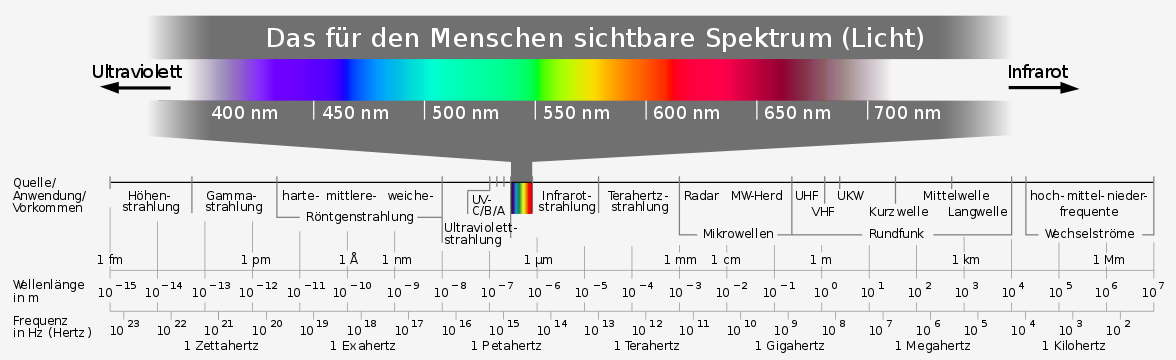 Das für den Menschen sichtbare Spektrum (Licht)
Ultraviolett
Infrarot
400 nm 450 nm 500 nm 550 nm 600 nm 650 nm 700 nm
Quelle/
Anwendung/
Vorkommen
Höhen-
strahlung
Gamma-
strahlung
harte- mittlere- weiche-
Röntgenstrahlung
UV-
C/B/A
Ultraviolett-
strahlung
Infrarot-
strahlung
Terahertz-
strahlung
Radar MW-Herd
Mikrowellen
UHF UKW Mittelwelle
VHF Kurzwelle Langwelle
Rundfunk
hoch- mittel- nieder-
frequente
Wechselströme
1 fm 1 pm 1 Å 1 nm 1 µm 1 mm 1 cm 1 m 1 km 1 Mm
Wellenlänge
in m
10⁻¹⁵ 10⁻¹⁴ 10⁻¹³ 10⁻¹² 10⁻¹¹ 10⁻¹⁰ 10⁻⁹ 10⁻⁸ 10⁻⁷ 10⁻⁶ 10⁻⁵ 10⁻⁴ 10⁻³ 10⁻² 10⁻¹ 10⁰ 10¹ 10² 10³ 10⁴ 10⁵ 10⁶ 10⁷
Frequenz
in Hz (Hertz)
10²³ 10²² 10²¹ 10²⁰ 10¹⁹ 10¹⁸ 10¹⁷ 10¹⁶ 10¹⁵ 10¹⁴ 10¹³ 10¹² 10¹¹ 10¹⁰ 10⁹ 10⁸ 10⁷ 10⁶ 10⁵ 10⁴ 10³ 10²
1 Zettahertz 1 Exahertz 1 Petahertz 1 Terahertz 1 Gigahertz 1 Megahertz 1 Kilohertz